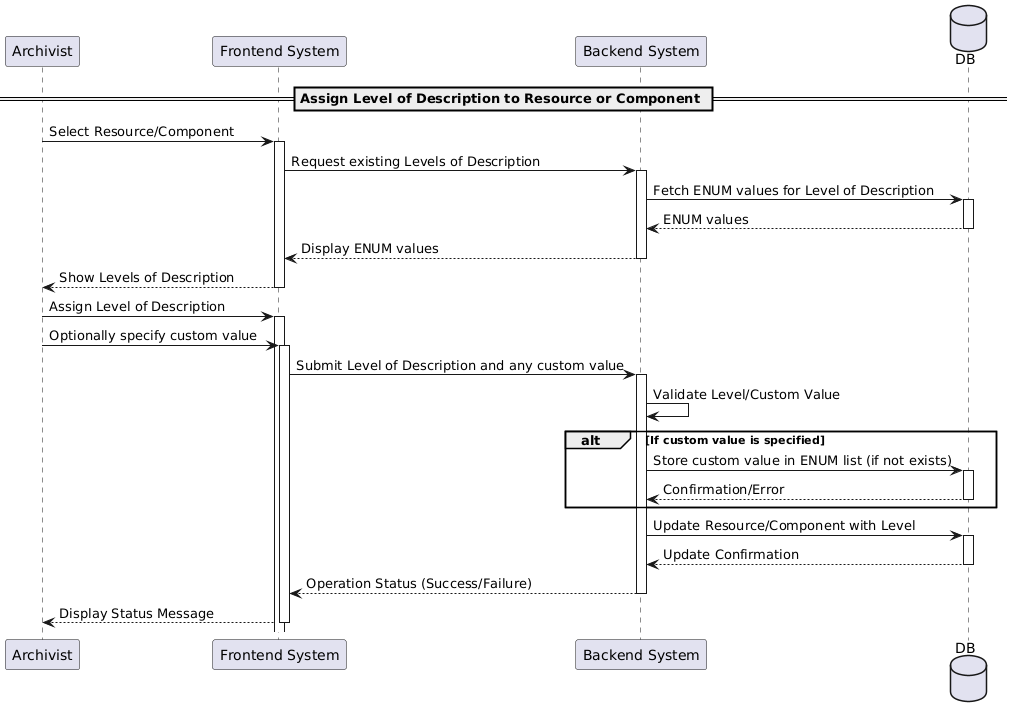 DB
Archivist
Frontend System
Backend System
Assign Level of Description to Resource or Component
Select Resource/Component
Request existing Levels of Description
Fetch ENUM values for Level of Description
ENUM values
Display ENUM values
Show Levels of Description
Assign Level of Description
Optionally specify custom value
Submit Level of Description and any custom value
Validate Level/Custom Value
alt
[If custom value is specified]
Store custom value in ENUM list (if not exists)
Confirmation/Error
Update Resource/Component with Level
Update Confirmation
Operation Status (Success/Failure)
Display Status Message
Archivist
Frontend System
Backend System
DB